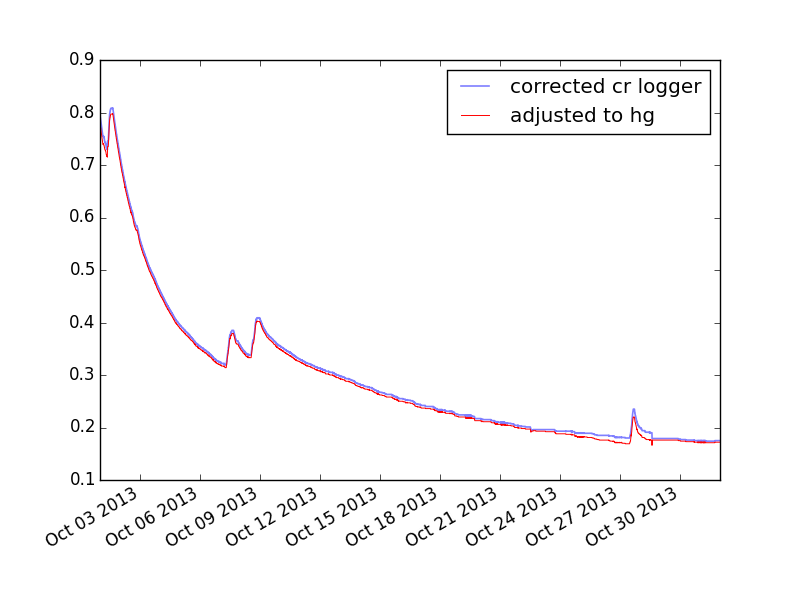 0.9
corrected cr logger
adjusted to hg
0.8
0.7
0.6
0.5
0.4
0.3
0.2
0.1
Oct 03 2013
Oct 06 2013
Oct 09 2013
Oct 12 2013
Oct 15 2013
Oct 18 2013
Oct 21 2013
Oct 24 2013
Oct 27 2013
Oct 30 2013